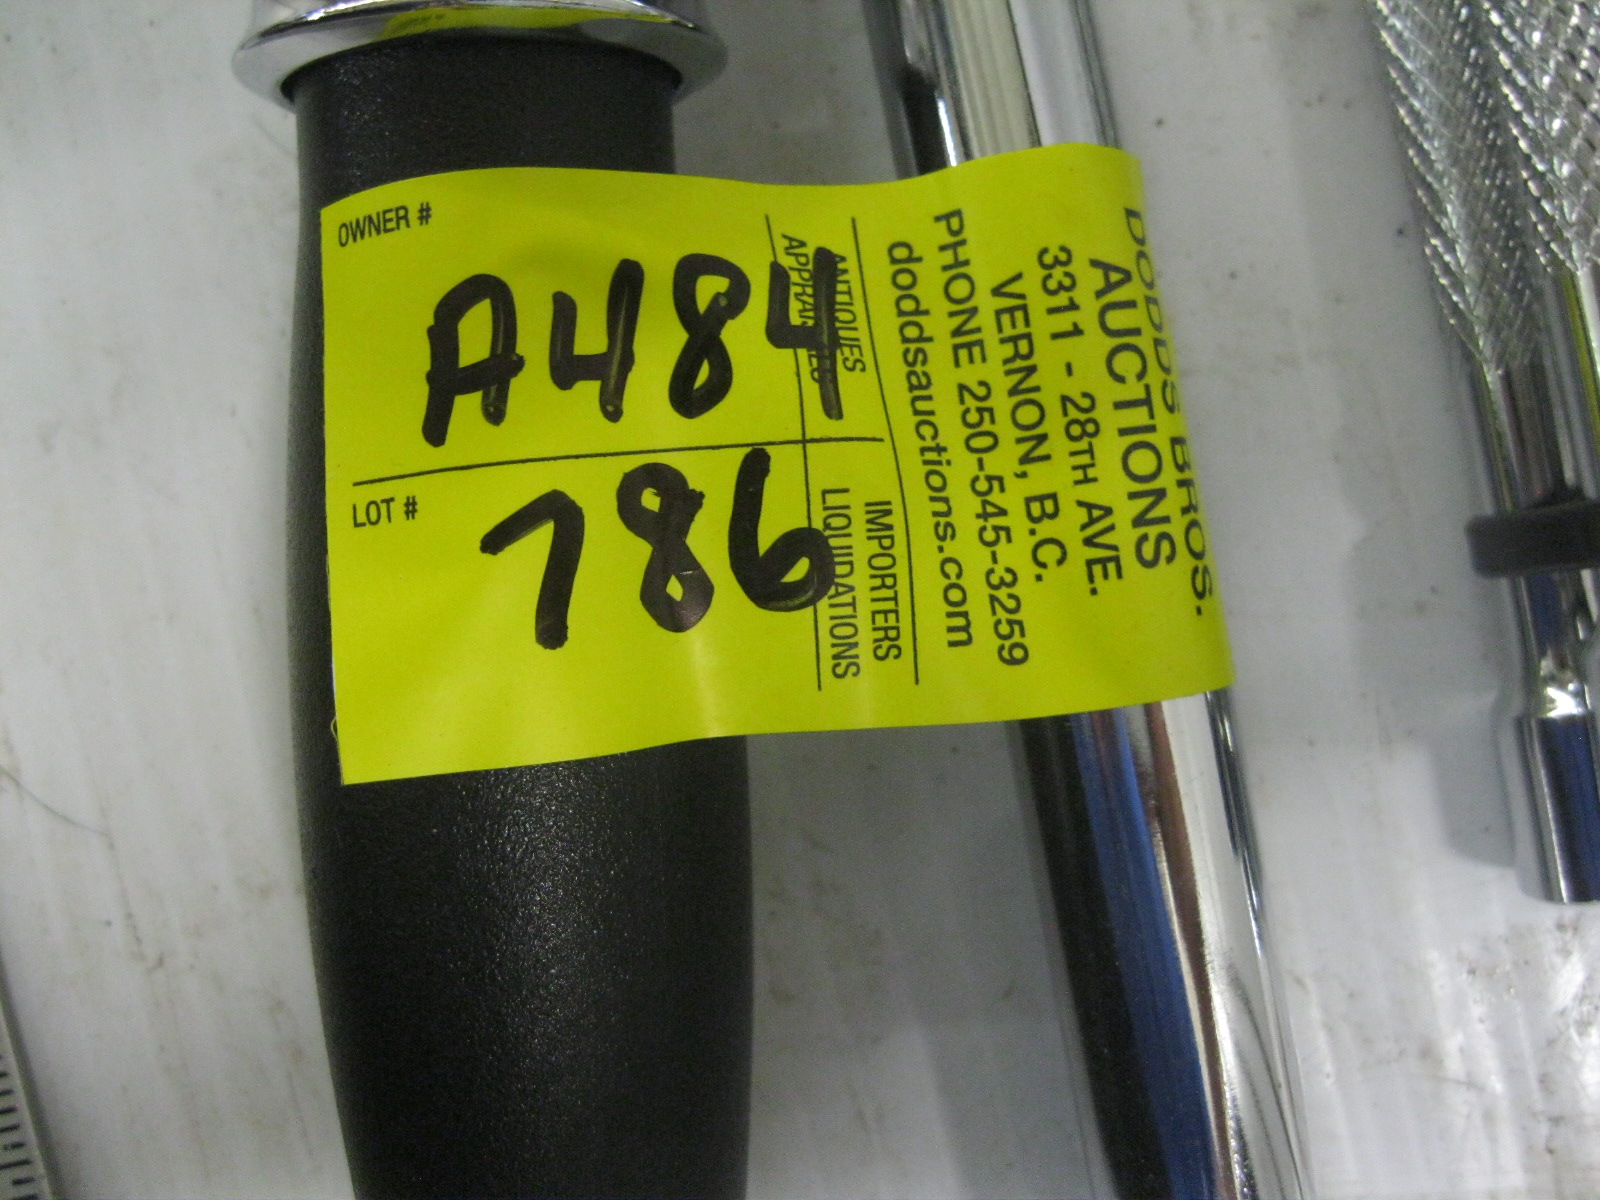 OWNER #
A484
LOT #
786
ANTIQUES
IMPORTERS
LIQUIDATIONS
DODDS BROS.
AUCTIONS
3311 - 28TH AVE.
VERNON, B.C.
PHONE 250-545-3259
doddsauctions.com